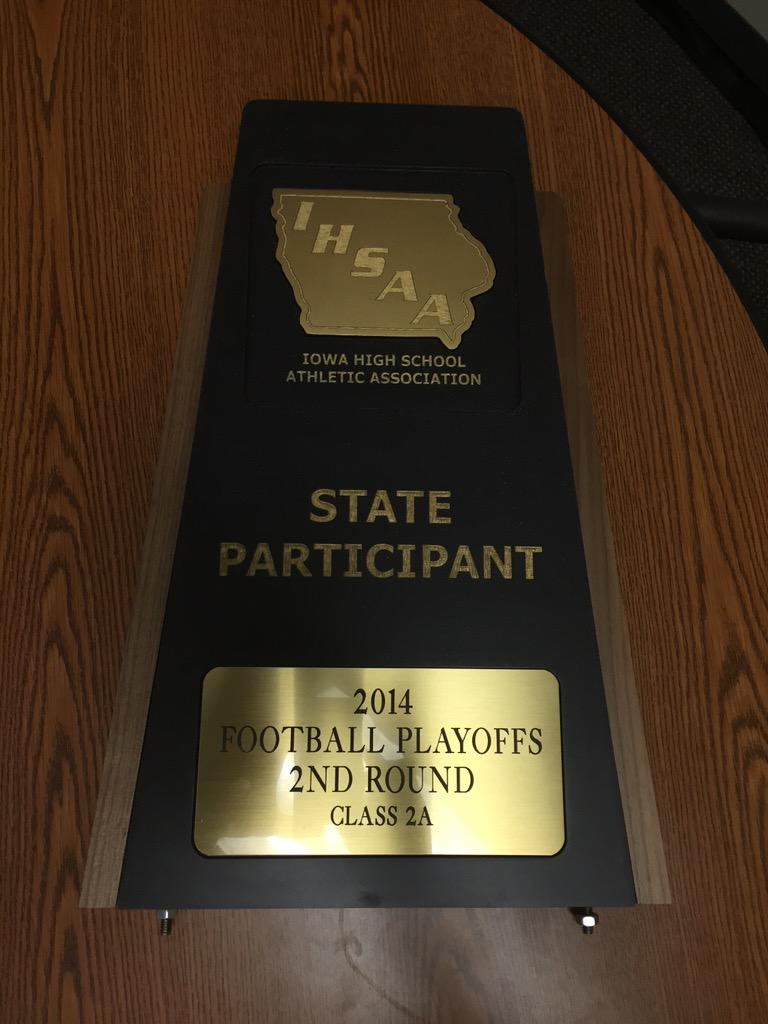 IHSAA
IOWA HIGH SCHOOL
ATHLETIC ASSOCIATION
STATE
PARTICIPANT
2014
FOOTBALL PLAYOFFS
2ND ROUND
CLASS 2A